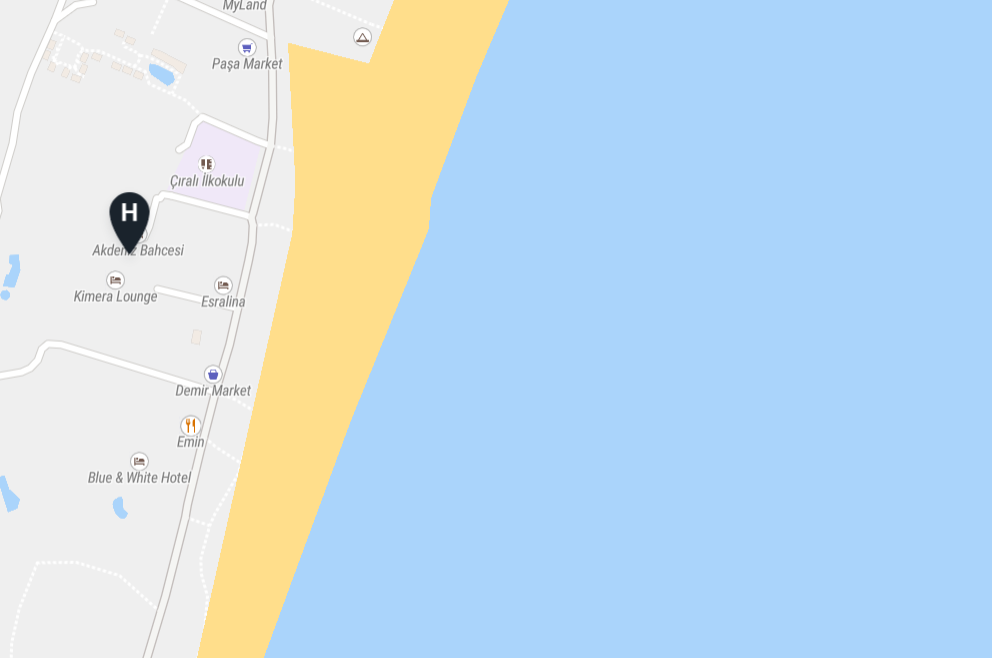 MyLand
Paşa Market
Çıralı İlkokulu
H
Akdeniz Bahcesi
Kimera Lounge
Esralina
Demir Market
Emin
Blue & White Hotel